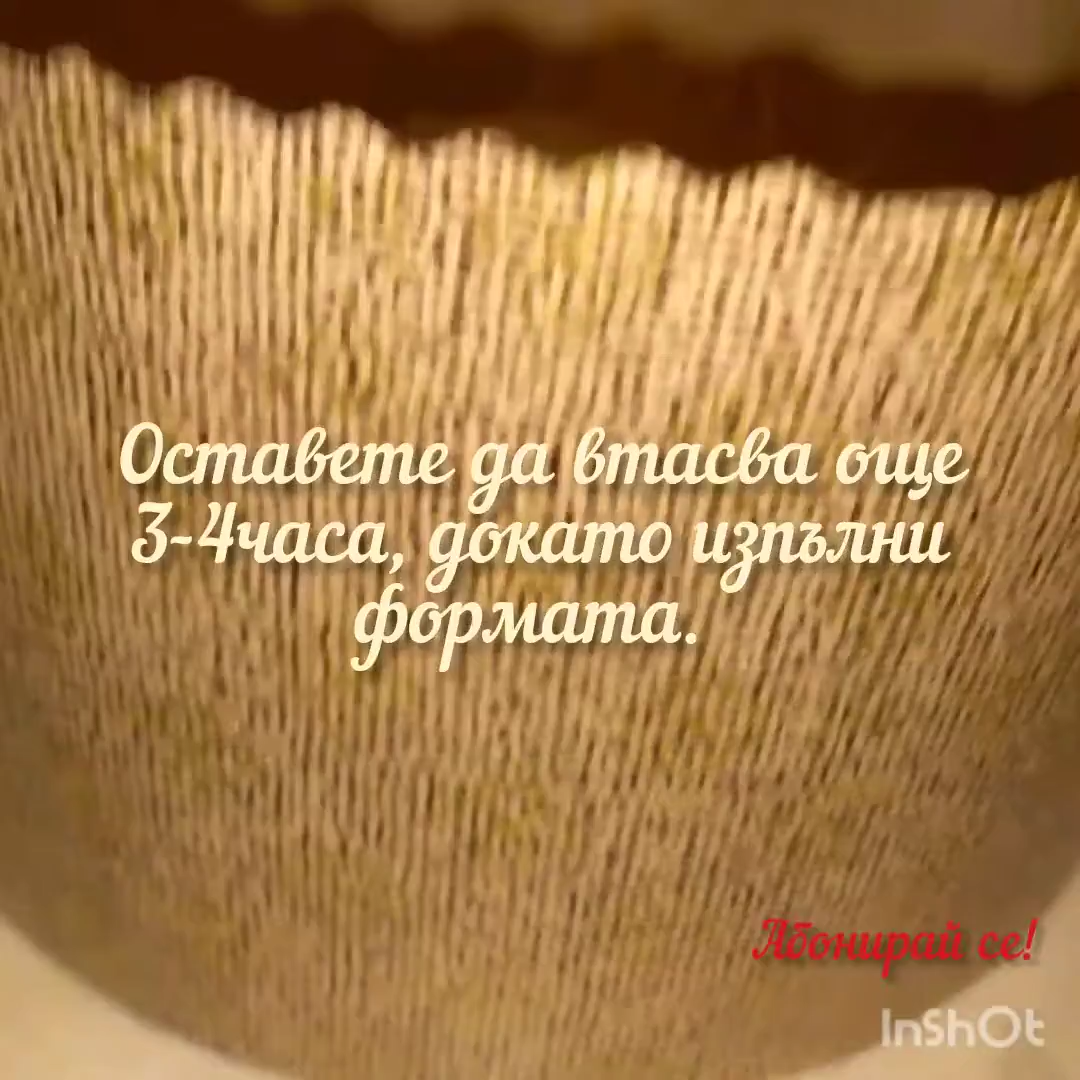 Оставете да втасва още
3-4часа, докато изпълни
формата.
Абонирай се!
InShOt